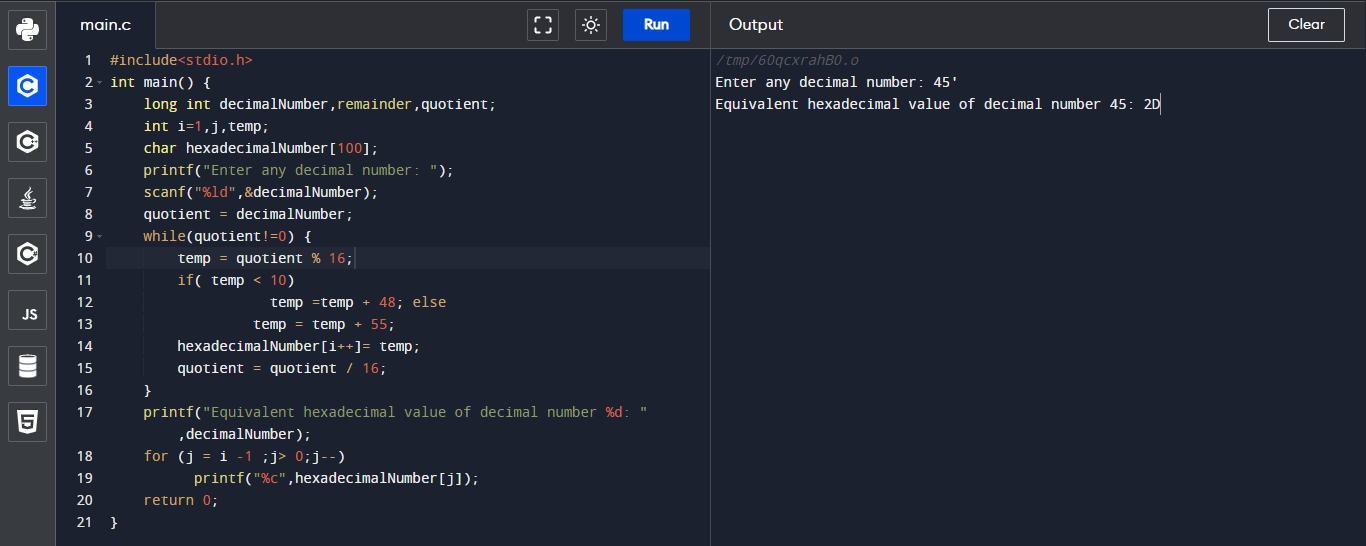 main.c
Run
Output
Clear
1 #include<stdio.h>
2 int main() {
3 long int decimalNumber,remainder,quotient;
4 int i=1,j,temp;
5 char hexadecimalNumber[100];
6 printf("Enter any decimal number: ");
7 scanf("%ld",&decimalNumber);
8 quotient = decimalNumber;
9 while(quotient!=0) {
10 temp = quotient % 16;
11 if( temp < 10)
12 temp =temp + 48; else
13 temp = temp + 55;
14 hexadecimalNumber[i++]= temp;
15 quotient = quotient / 16;
16 }
17 printf("Equivalent hexadecimal value of decimal number %d: "
,decimalNumber);
18 for (j = i -1 ;j> 0;j--)
19 printf("%c",hexadecimalNumber[j]);
20 return 0;
21 }
JS
/tmp/6OqcxrahBO.o
Enter any decimal number: 45'
Equivalent hexadecimal value of decimal number 45: 2D